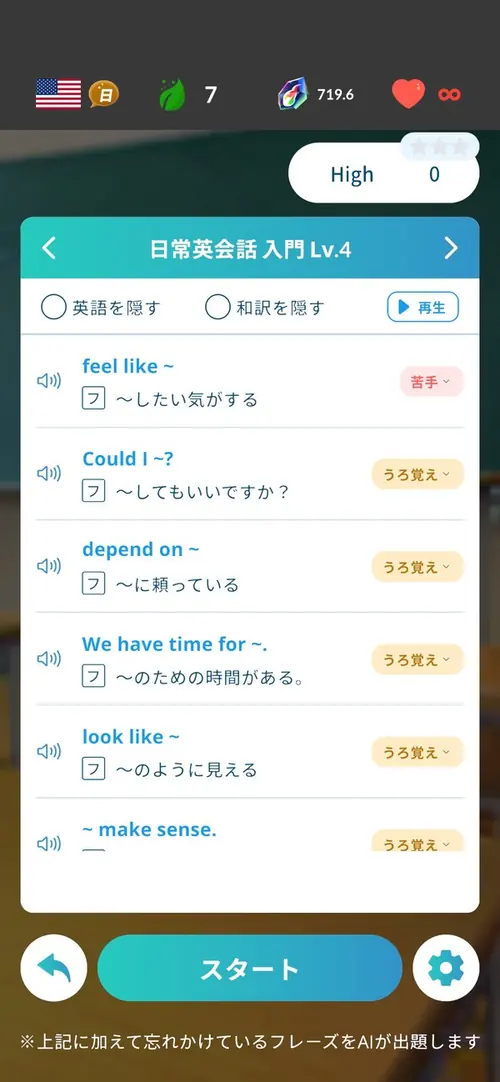 日 7 719.6 ∞
High 0
日常英会話 入門 Lv.4
英語を隠す 和訳を隠す 再生
feel like ~
フ ～したい気がする
苦手
Could I ~?
フ ～してもいいですか？
うろ覚え
depend on ~
フ ～に頼っている
うろ覚え
We have time for ~.
フ ～のための時間がある。
うろ覚え
look like ~
フ ～のように見える
うろ覚え
~ make sense.
うろ覚え
スタート
※上記に加えて忘れかけているフレーズをAIが出題します